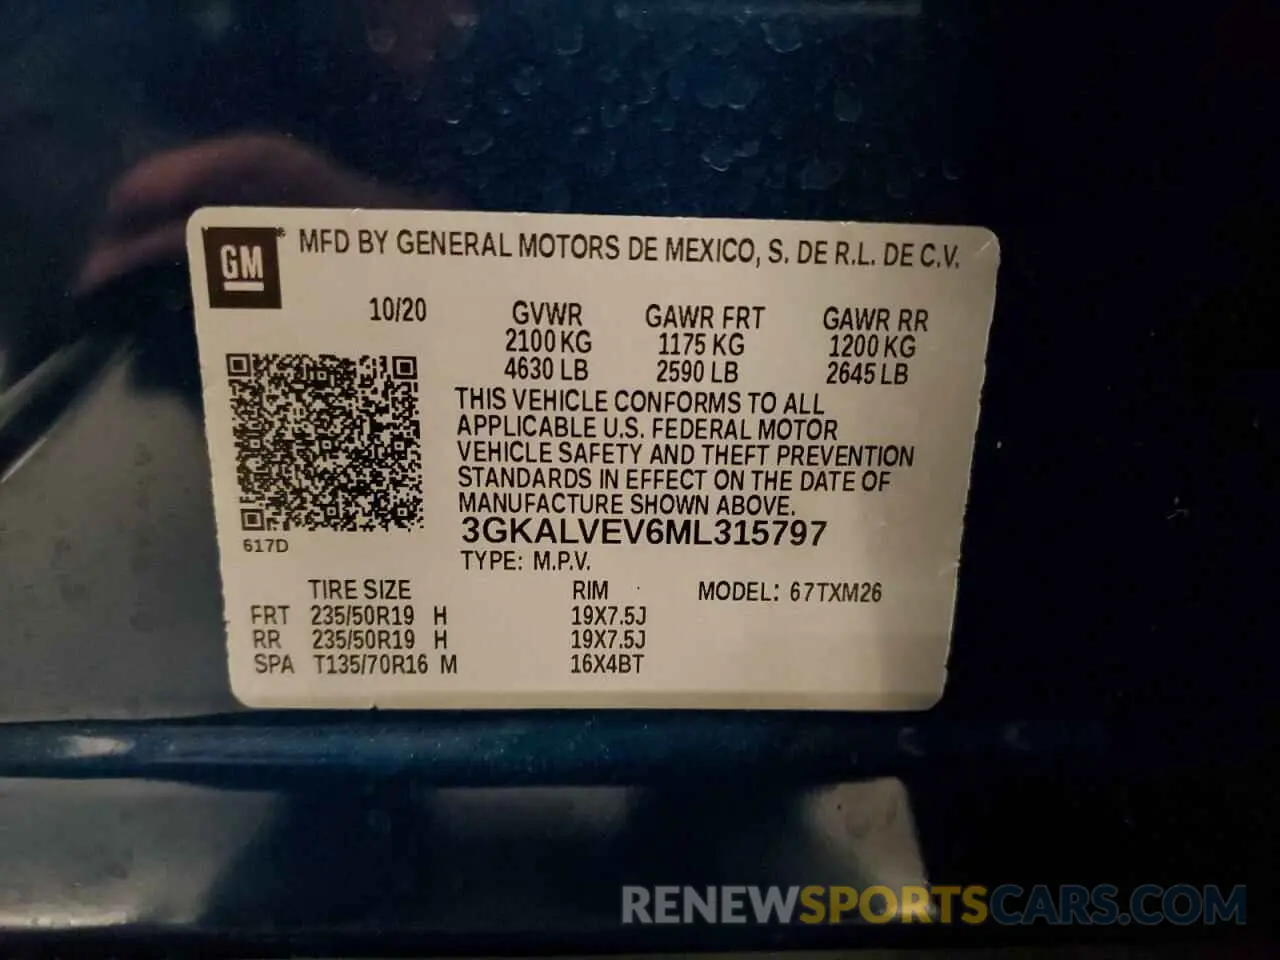 GM® MFD BY GENERAL MOTORS DE MEXICO, S. DE R.L. DE C.V.
10/20 GVWR GAWR FRT GAWR RR
2100 KG 1175 KG 1200 KG
4630 LB 2590 LB 2645 LB
THIS VEHICLE CONFORMS TO ALL
APPLICABLE U.S. FEDERAL MOTOR
VEHICLE SAFETY AND THEFT PREVENTION
STANDARDS IN EFFECT ON THE DATE OF
MANUFACTURE SHOWN ABOVE.
3GKALVEV6ML315797
617D
TYPE: M.P.V.
TIRE SIZE RIM MODEL: 67TXM26
FRT 235/50R19 H 19X7.5J
RR 235/50R19 H 19X7.5J
SPA T135/70R16 M 16X4BT
RENEWSPORTSCARS.COM